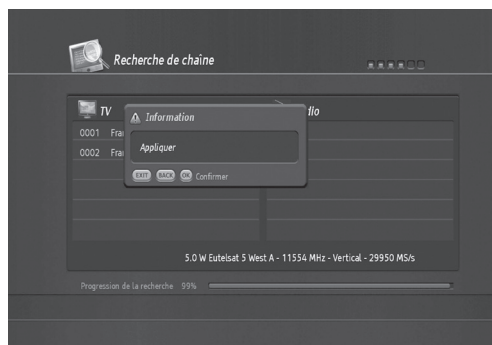 Recherche de chaîne
TV
dio
Information
0001 Fra
0002 Fra
Appliquer
EXIT BACK OK Confirmer
5.0 W Eutelsat 5 West A - 11554 MHz - Vertical - 29950 MS/s
Progression de la recherche 99%